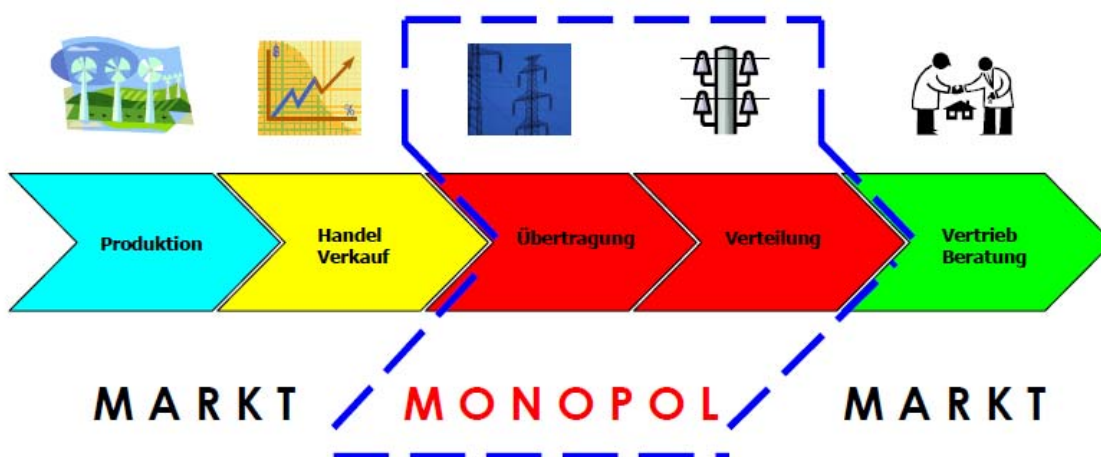 Produktion
Handel
Verkauf
Übertragung
Verteilung
Vertrieb
Beratung
MARKT
MONOPOL
MARKT